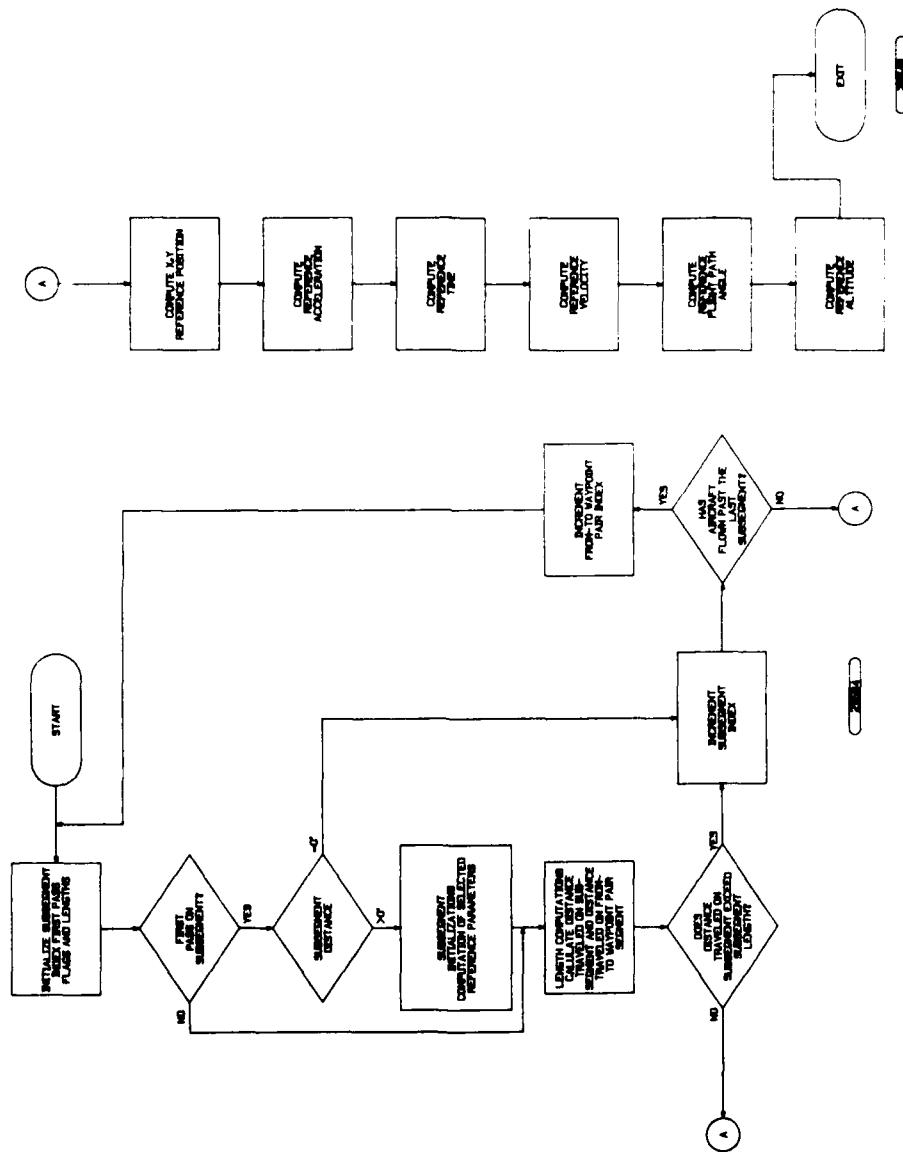 START
INITIALIZE SUBSEGMENT
INDEX FIRST PASS
FLAGS AND LENGTHS
FIRST
PASS ON
SUBSEGMENT?
YES
NO
SUBSEGMENT
DISTANCE
=0'
>0'
SUBSEGMENT
INITIALIZATIONS
COMPUTATION OF SELECTED
REFERENCE PARAMETERS
LENGTH COMPUTATIONS
CALULATE DISTANCE
TRAVELED ON SUB-
SEGMENT AND DISTANCE
TRAVELED ON FROM-
TO WAYPOINT PAIR
SEGMENT
DOES
DISTANCE
TRAVELED ON
SUBSEGMENT EXCEED
SUBSEGMENT
LENGTH?
NO
YES
A
INCREMENT
SUBSEGMENT
INDEX
HAS
AIRCRAFT
FLOWN PAST THE
LAST
SUBSEGMENT?
YES
NO
INCREMENT
FROM-TO WAYPOINT
PAIR INDEX
A
A
COMPUTE X,Y
REFERENCE POSITION
COMPUTE
REFERENCE
ACCELERATION
COMPUTE
REFERENCE
TIME
COMPUTE
REFERENCE
VELOCITY
COMPUTE
REFERENCE
FLIGHT PATH
ANGLE
COMPUTE
REFERENCE
ALTITUDE
EXIT